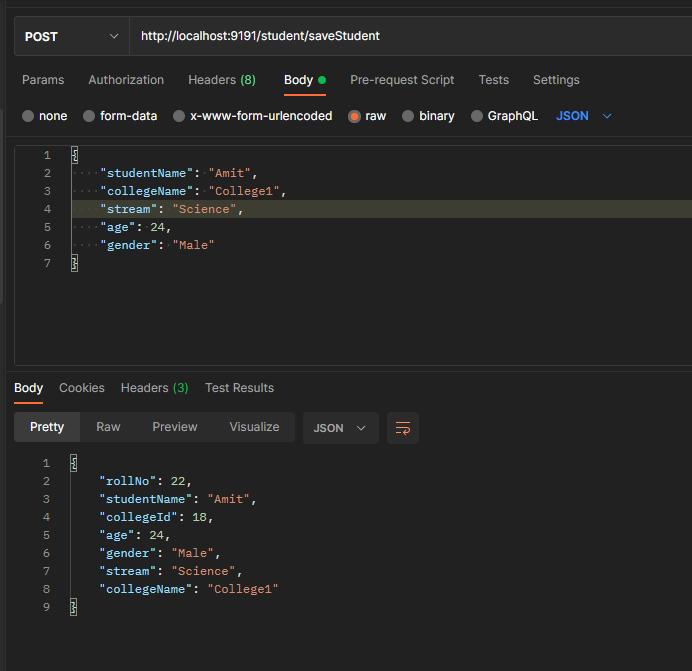 POST http://localhost:9191/student/saveStudent
Params Authorization Headers (8) Body Pre-request Script Tests Settings
none form-data x-www-form-urlencoded raw binary GraphQL JSON
1 {
2 "studentName": "Amit",
3 "collegeName": "College1",
4 "stream": "Science",
5 "age": 24,
6 "gender": "Male"
7 }
Body Cookies Headers (3) Test Results
Pretty Raw Preview Visualize JSON
1 {
2 "rollNo": 22,
3 "studentName": "Amit",
4 "collegeId": 18,
5 "age": 24,
6 "gender": "Male",
7 "stream": "Science",
8 "collegeName": "College1"
9 }